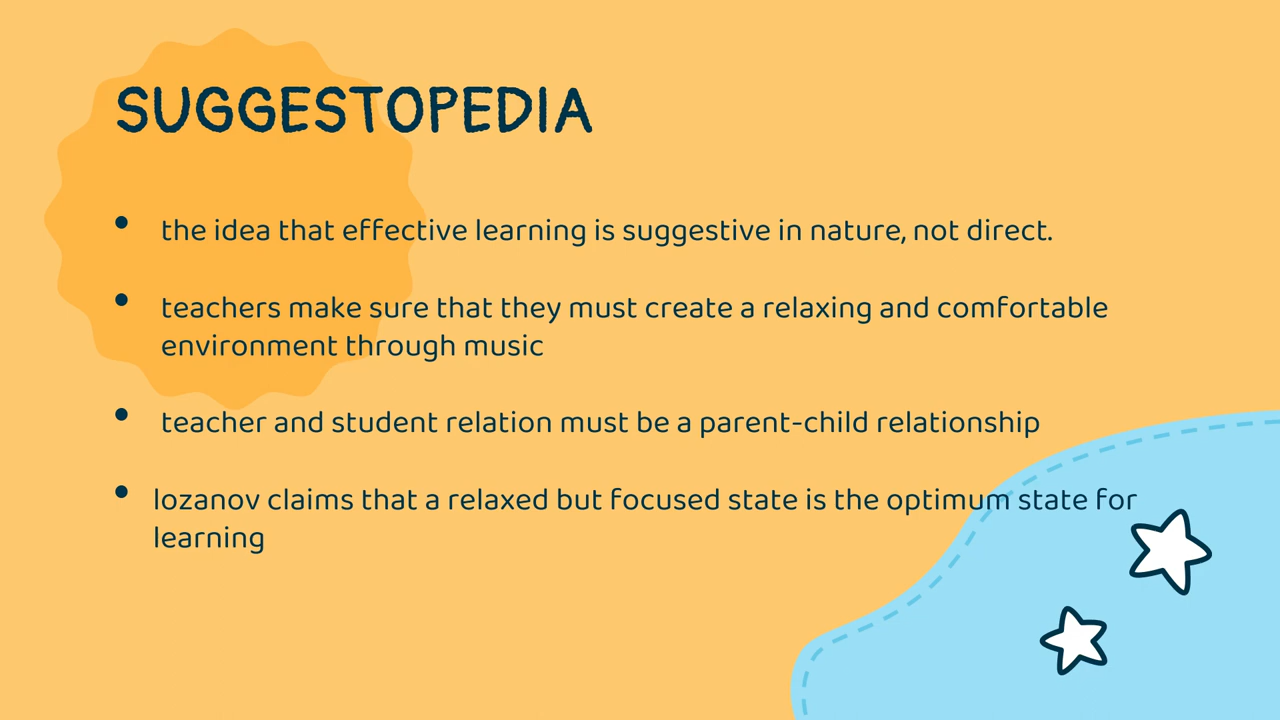 SUGGESTOPEDIA
• the idea that effective learning is suggestive in nature, not direct.
• teachers make sure that they must create a relaxing and comfortable
environment through music
• teacher and student relation must be a parent-child relationship
• lozanov claims that a relaxed but focused state is the optimum state for
learning